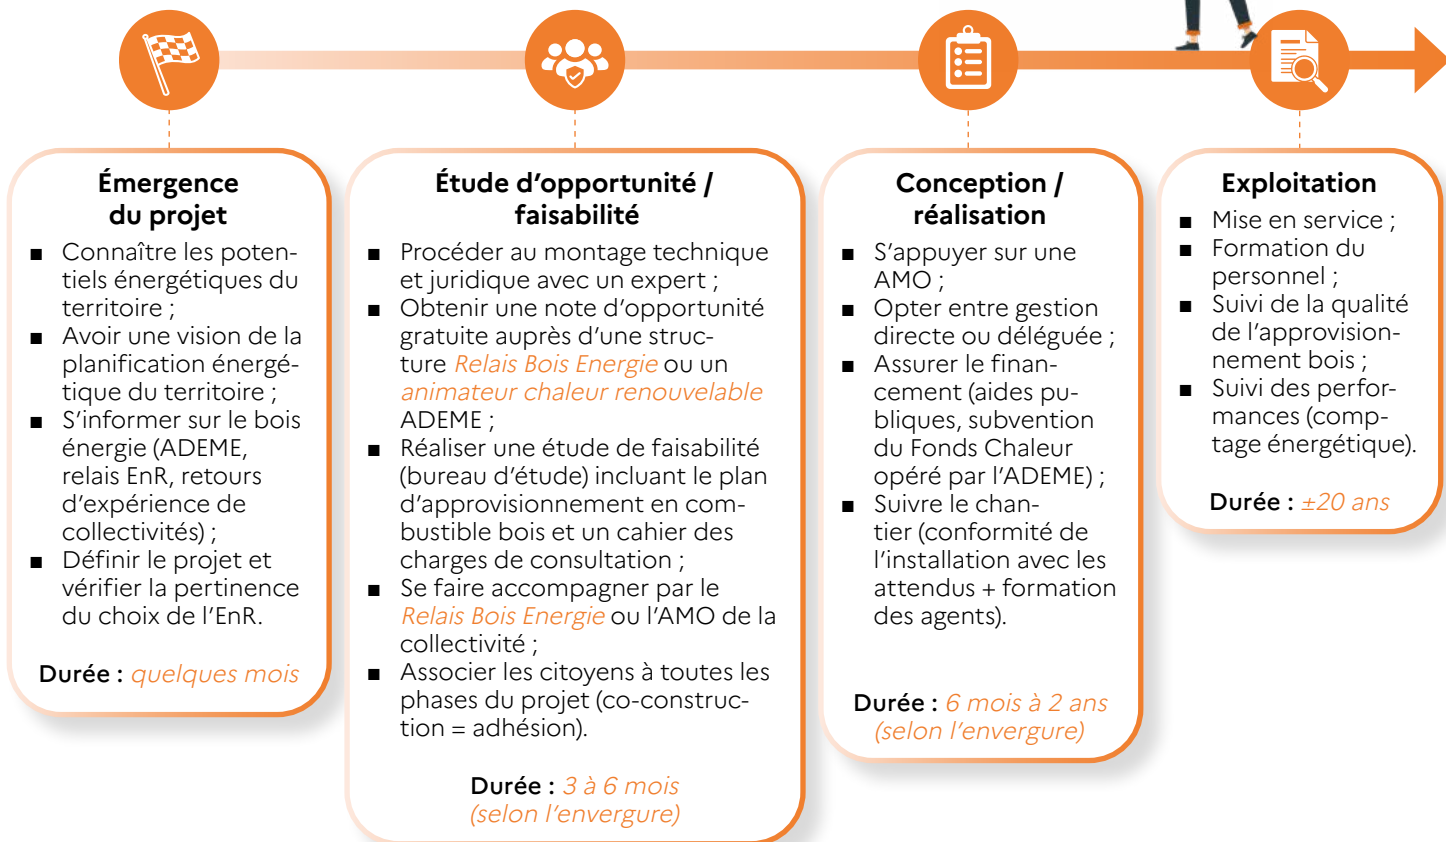 Émergence
du projet
■ Connaître les poten-
tiels énergétiques du
territoire ;
■ Avoir une vision de la
planification énergé-
tique du territoire ;
■ S’informer sur le bois
énergie (ADEME,
relais EnR, retours
d’expérience de
collectivités) ;
■ Définir le projet et
vérifier la pertinence
du choix de l’EnR.
Durée : quelques mois
Étude d’opportunité /
faisabilité
■ Procéder au montage technique
et juridique avec un expert ;
■ Obtenir une note d’opportunité
gratuite auprès d’une struc-
ture Relais Bois Energie ou un
animateur chaleur renouvelable
ADEME ;
■ Réaliser une étude de faisabilité
(bureau d’étude) incluant le plan
d’approvisionnement en com-
bustible bois et un cahier des
charges de consultation ;
■ Se faire accompagner par le
Relais Bois Energie ou l’AMO de la
collectivité ;
■ Associer les citoyens à toutes les
phases du projet (co-construc-
tion = adhésion).
Durée : 3 à 6 mois
(selon l’envergure)
Conception /
réalisation
■ S’appuyer sur une
AMO ;
■ Opter entre gestion
directe ou déléguée ;
■ Assurer le finan-
cement (aides pu-
bliques, subvention
du Fonds Chaleur
opéré par l’ADEME) ;
■ Suivre le chan-
tier (conformité de
l’installation avec les
attendus + formation
des agents).
Durée : 6 mois à 2 ans
(selon l’envergure)
Exploitation
■ Mise en service ;
■ Formation du
personnel ;
■ Suivi de la qualité
de l’approvision-
nement bois ;
■ Suivi des perfor-
mances (comp-
tage énergétique).
Durée : ±20 ans